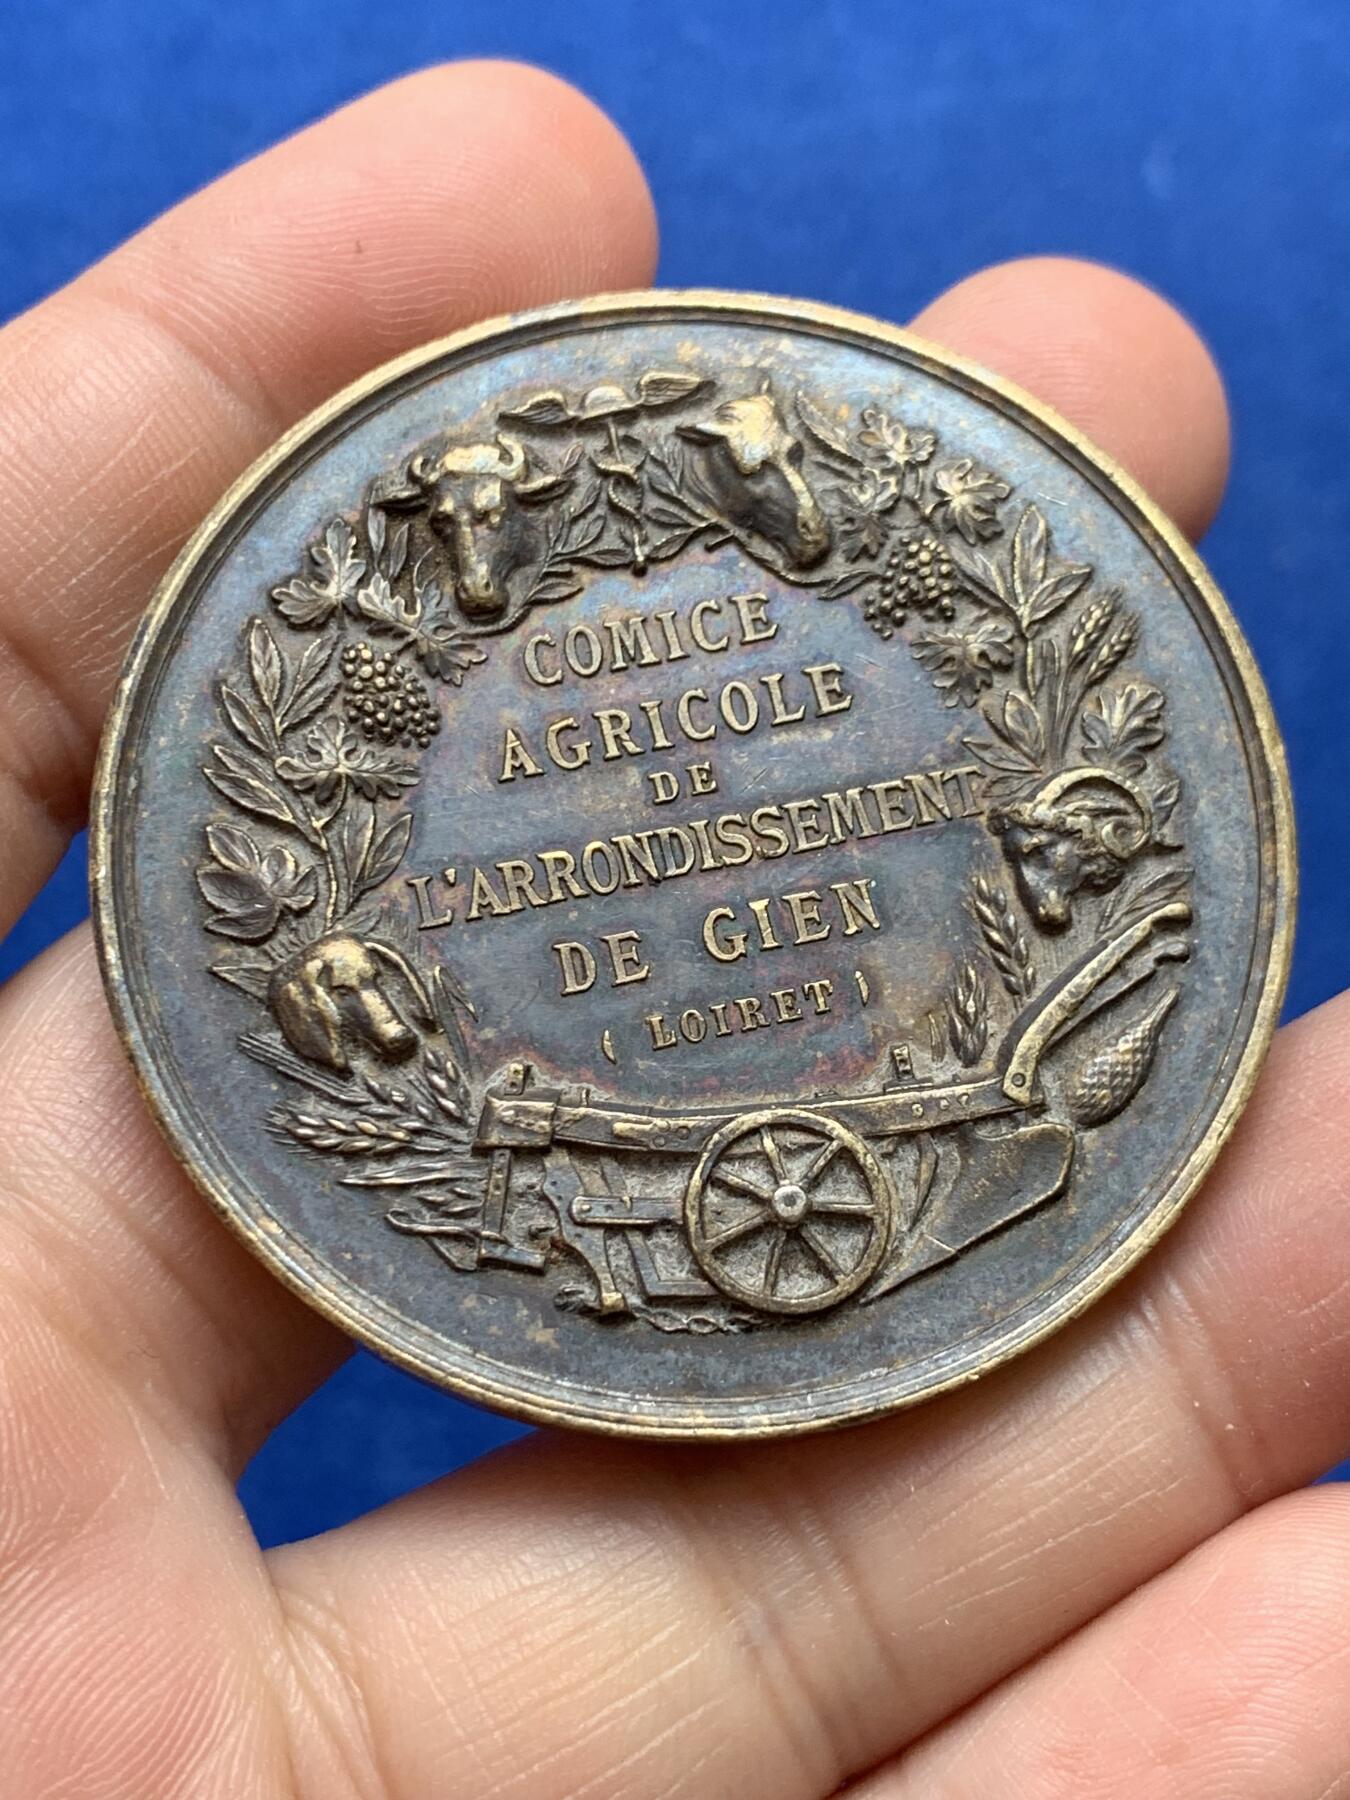 COMICE
AGRICOLE
DE
L'ARRONDISSEMENT
DE GIEN
(LOIRET)